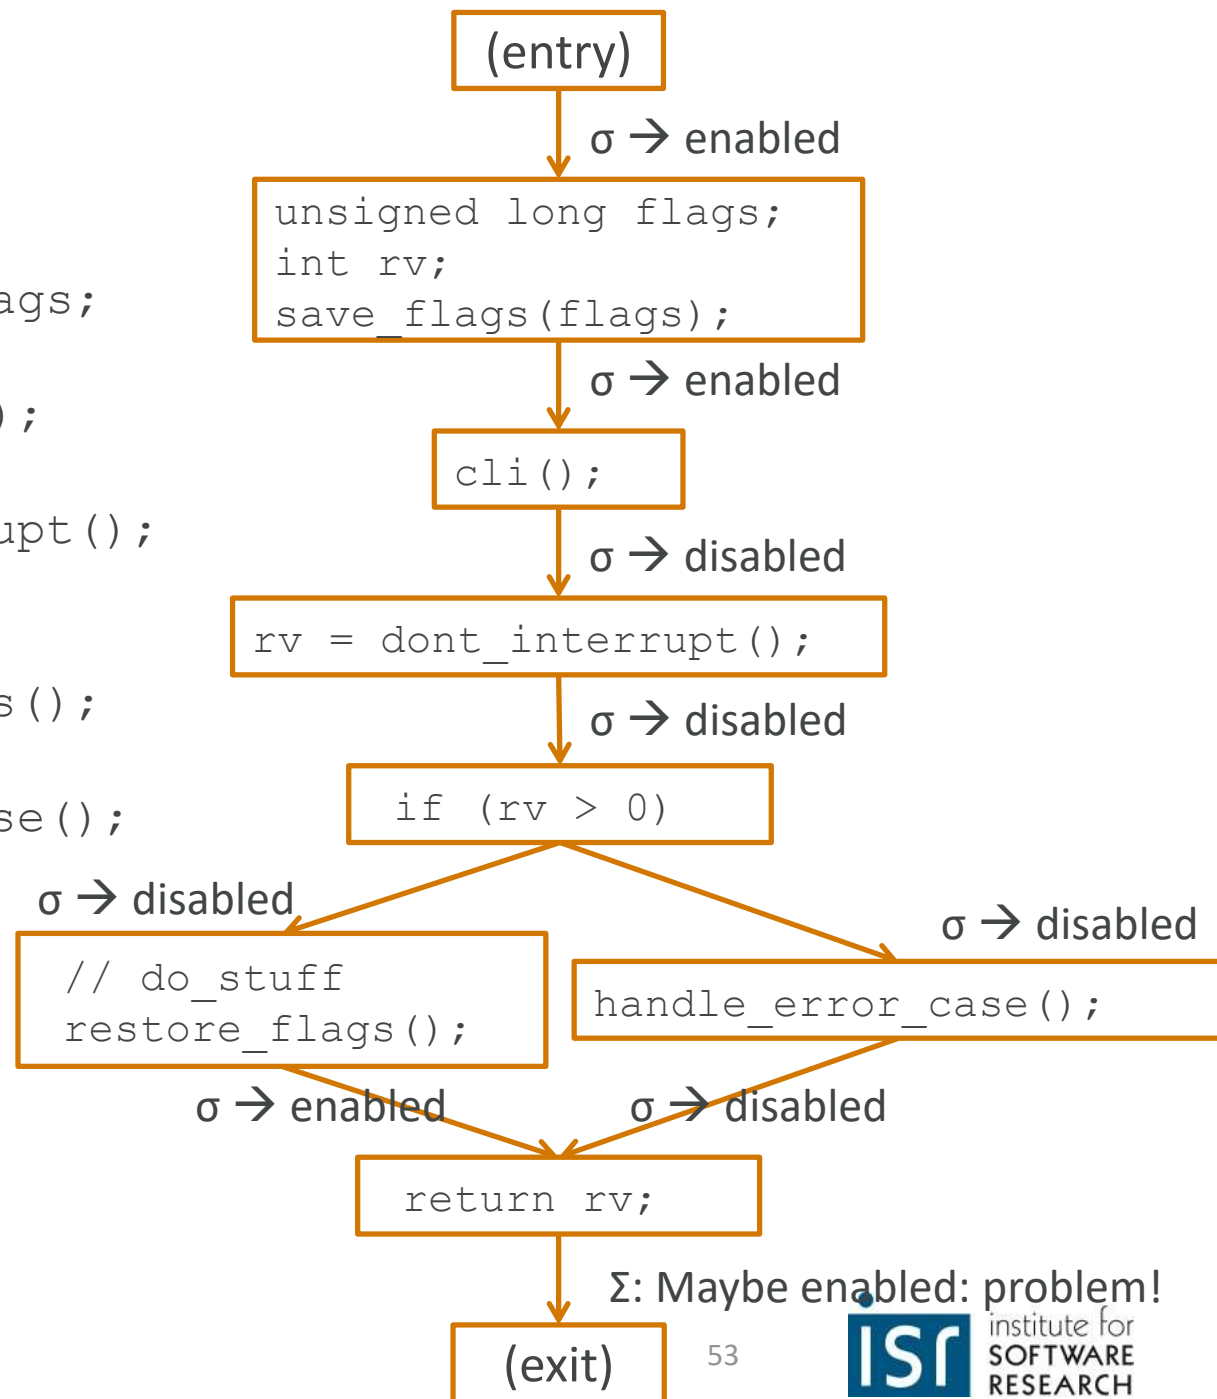 (entry)
σ → enabled
unsigned long flags;
int rv;
save_flags(flags);
ags;
σ → enabled
);
cli();
upt();
σ → disabled
rv = dont_interrupt();
s();
σ → disabled
se();
if (rv > 0)
σ → disabled
σ → disabled
// do_stuff
restore_flags();
handle_error_case();
σ → enabled
σ → disabled
return rv;
Σ: Maybe enabled: problem!
(exit)
53
isr institute for
SOFTWARE
RESEARCH